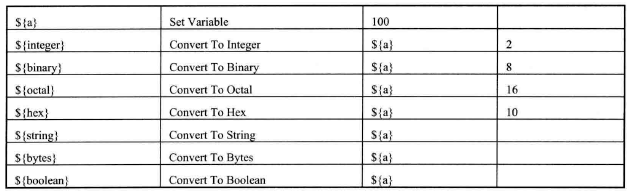 ${a} Set Variable 100
${integer} Convert To Integer ${a} 2
${binary} Convert To Binary ${a} 8
${octal} Convert To Octal ${a} 16
${hex} Convert To Hex ${a} 10
${string} Convert To String ${a}
${bytes} Convert To Bytes ${a}
${boolean} Convert To Boolean ${a}